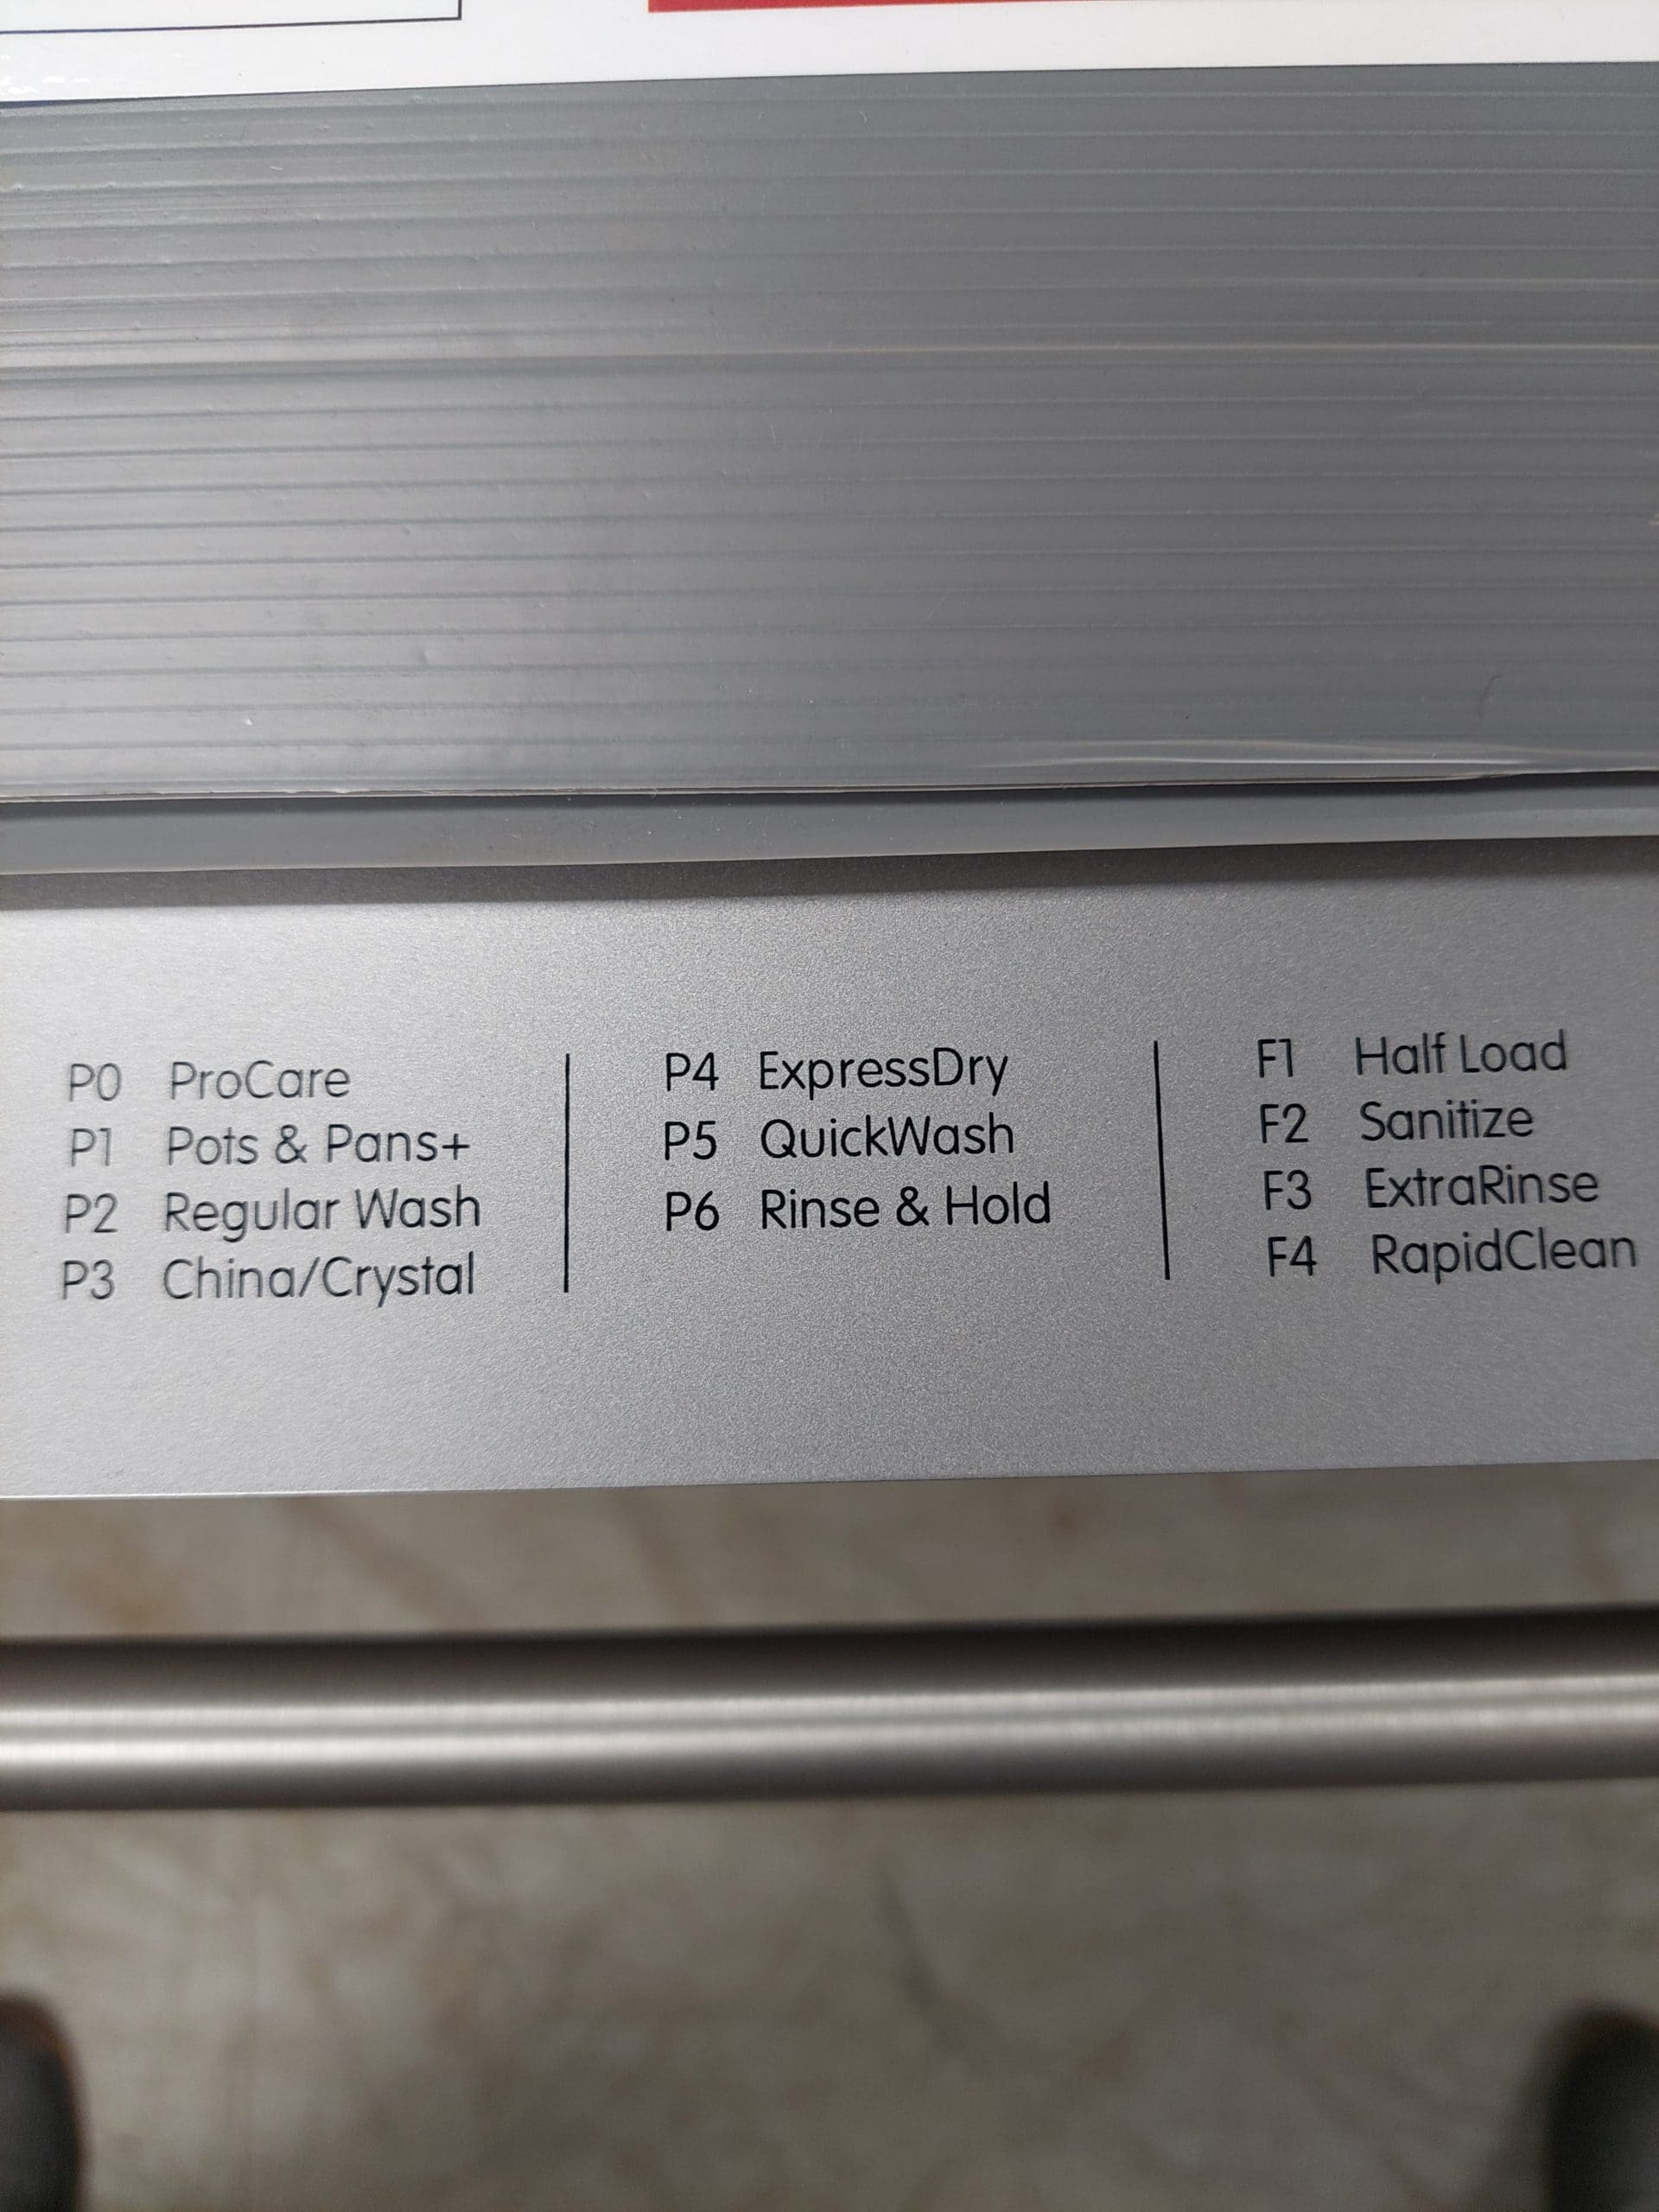 P0 ProCare
P1 Pots & Pans+
P2 Regular Wash
P3 China/Crystal
P4 ExpressDry
P5 QuickWash
P6 Rinse & Hold
F1 Half Load
F2 Sanitize
F3 ExtraRinse
F4 RapidClean